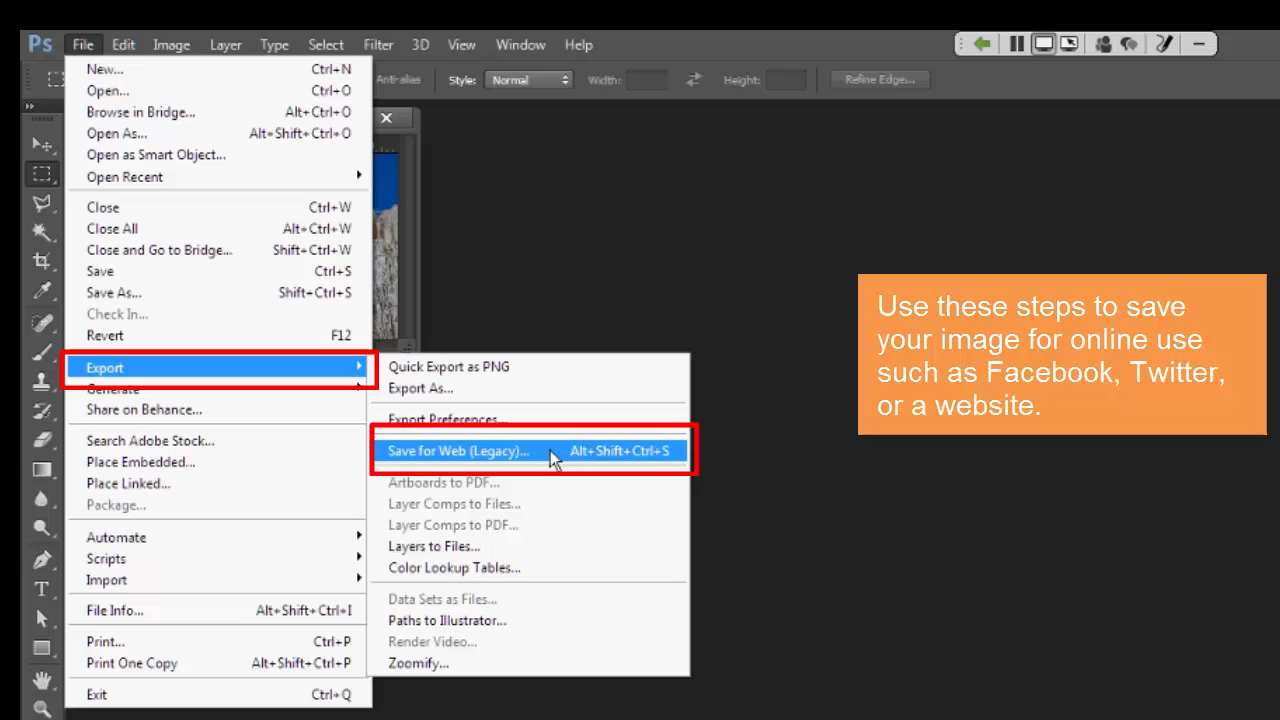 Ps File Edit Image Layer Type Select Filter 3D View Window Help
Anti-alias Style: Normal Width: Height: Refine Edge...
New... Ctrl+N
Open... Ctrl+O
Browse in Bridge... Alt+Ctrl+O
Open As... Alt+Shift+Ctrl+O
Open as Smart Object...
Open Recent
Close Ctrl+W
Close All Alt+Ctrl+W
Close and Go to Bridge... Shift+Ctrl+W
Save Ctrl+S
Save As... Shift+Ctrl+S
Check In...
Revert F12
Export
Generate
Share on Behance...
Search Adobe Stock...
Place Embedded...
Place Linked...
Package...
Automate
Scripts
Import
File Info... Alt+Shift+Ctrl+I
Print... Ctrl+P
Print One Copy Alt+Shift+Ctrl+P
Exit Ctrl+Q
Quick Export as PNG
Export As...
Export Preferences...
Save for Web (Legacy)... Alt+Shift+Ctrl+S
Artboards to PDF...
Layer Comps to Files...
Layer Comps to PDF...
Layers to Files...
Color Lookup Tables...
Data Sets as Files...
Paths to Illustrator...
Render Video...
Zoomify...
Use these steps to save
your image for online use
such as Facebook, Twitter,
or a website.